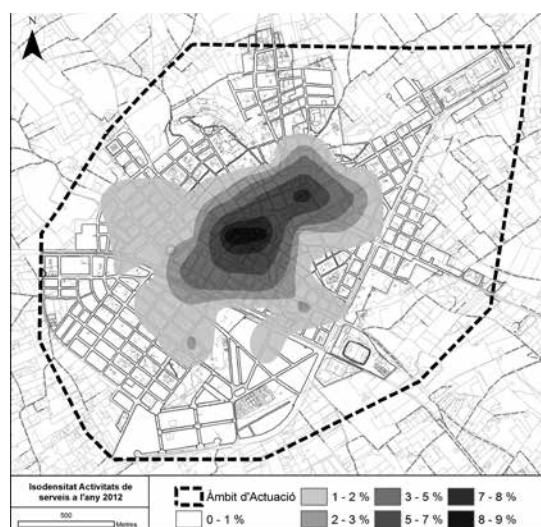 N
Isodensitat Activitats de
serveis a l'any 2012
500
Metres
Àmbit d'Actuació
0 - 1 %
1 - 2 %
2 - 3 %
3 - 5 %
5 - 7 %
7 - 8 %
8 - 9%